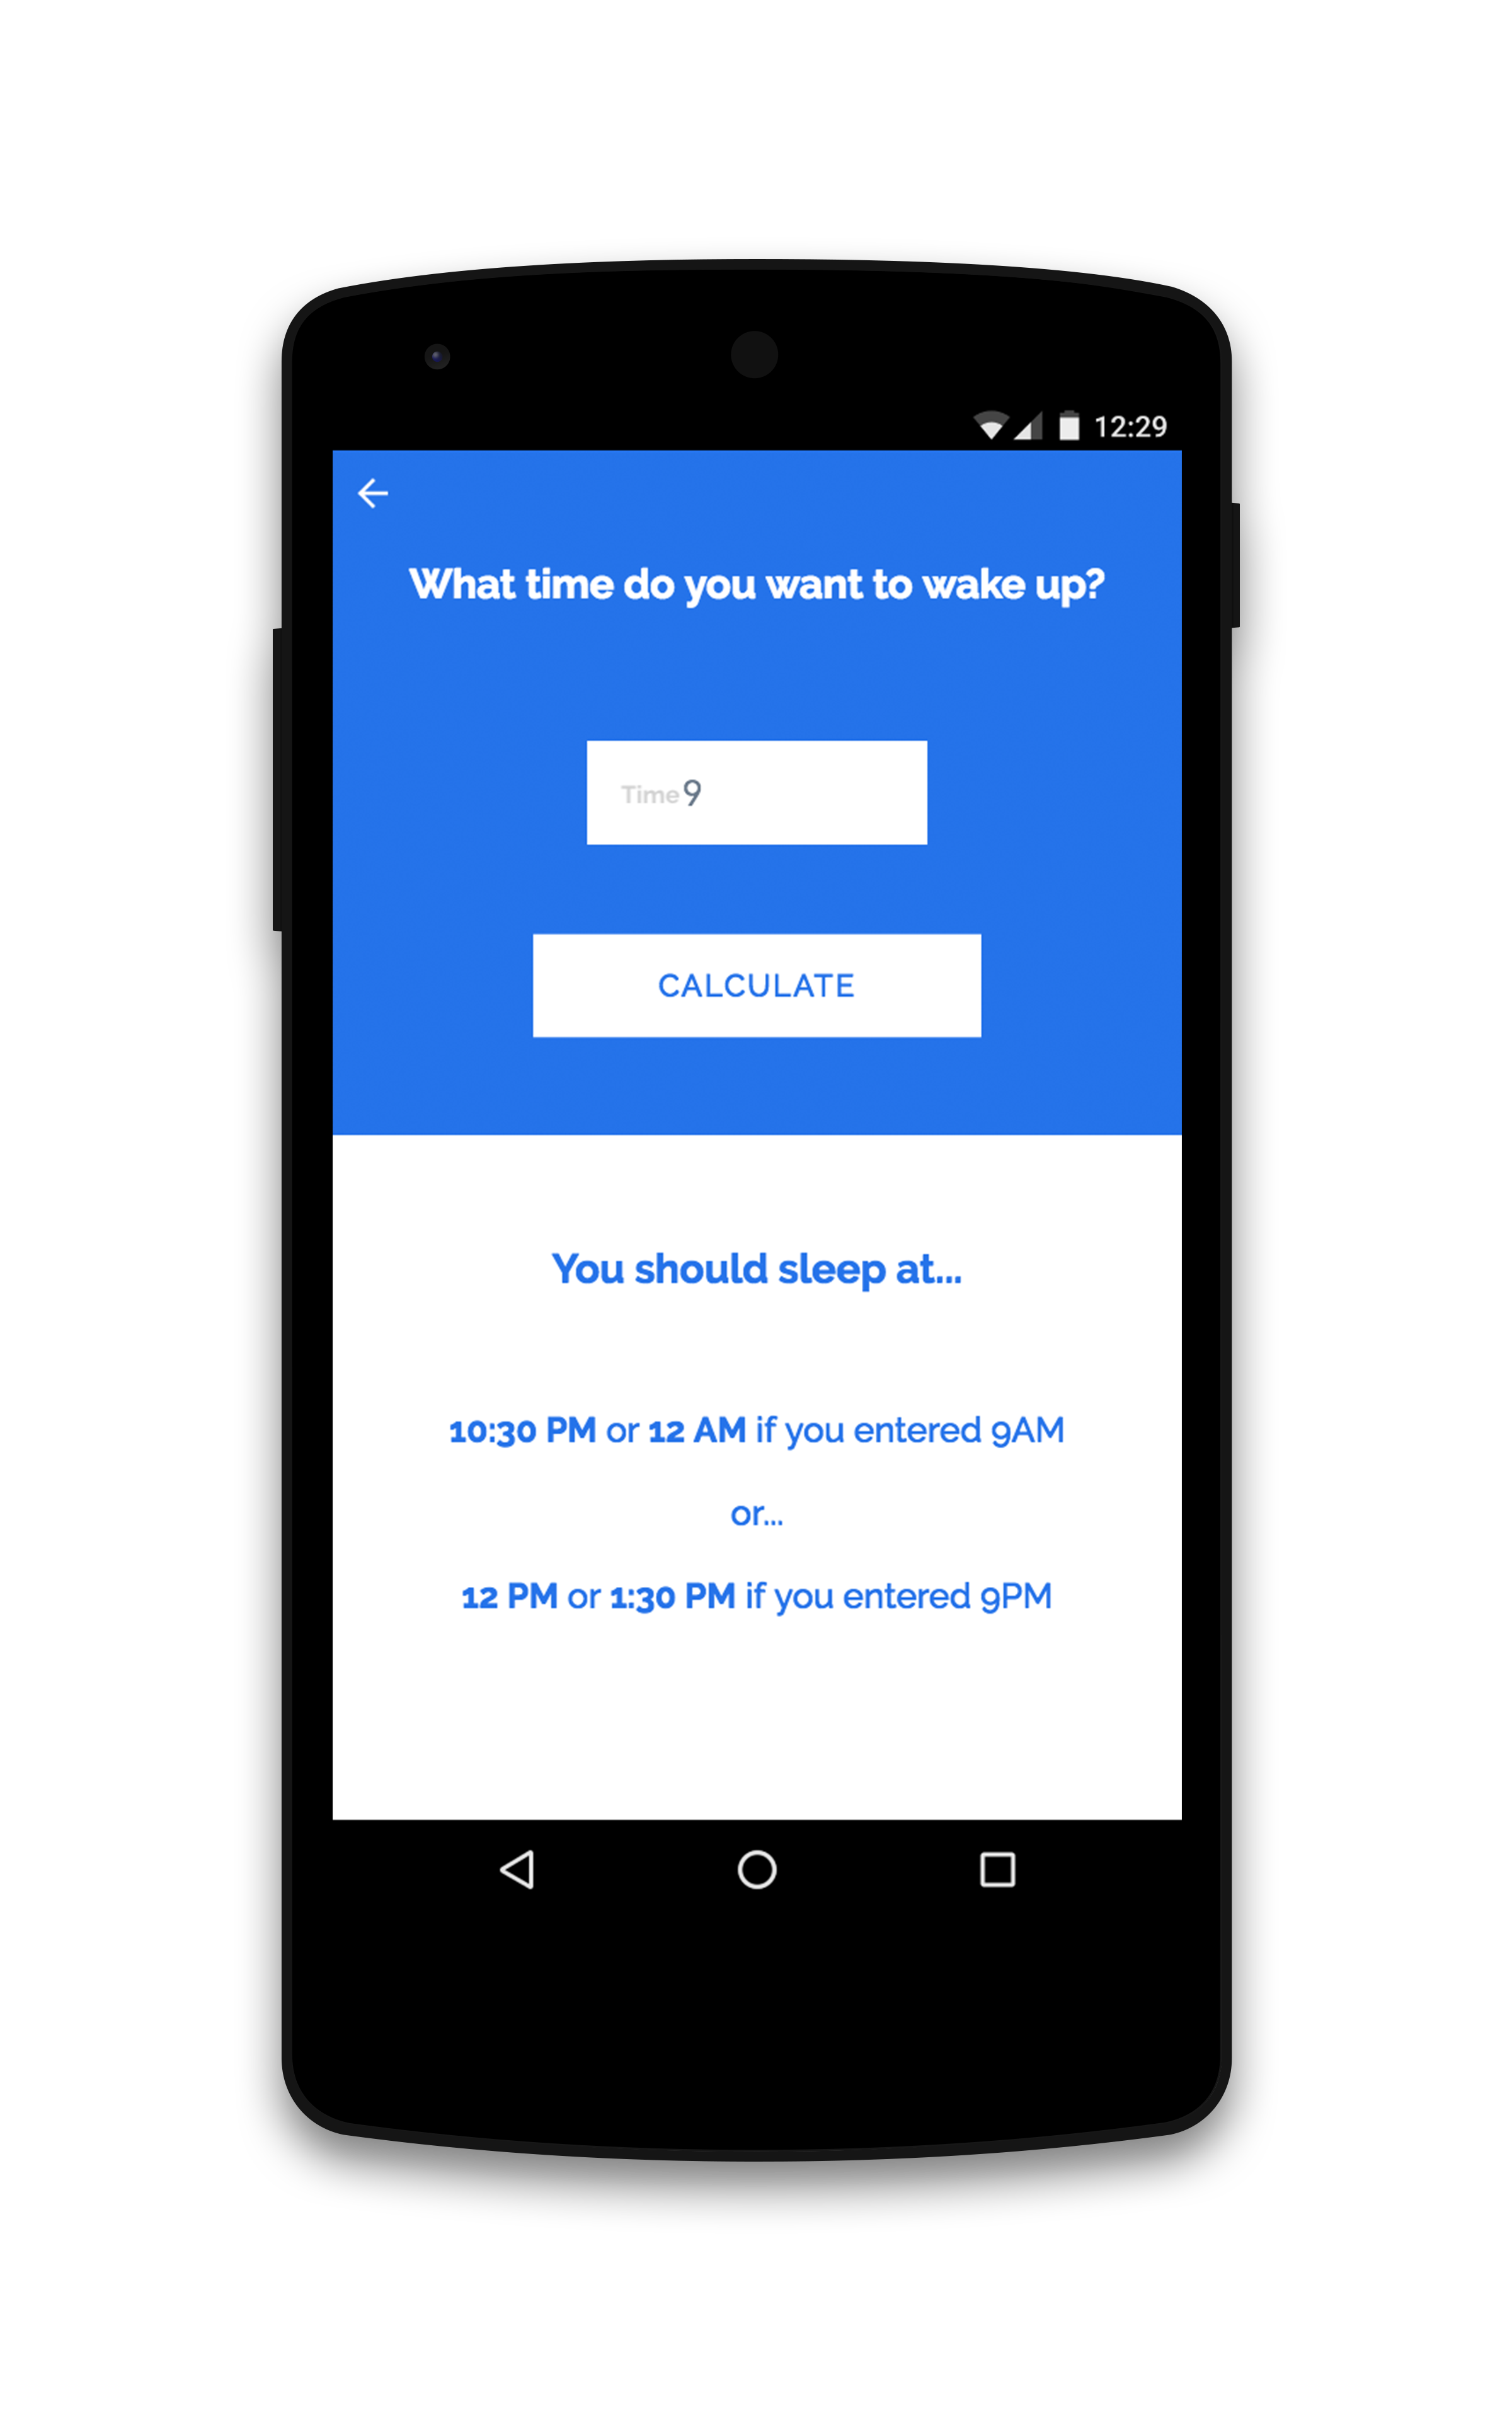 12:29
What time do you want to wake up?
Time 9
CALCULATE
You should sleep at...
10:30 PM or 12 AM if you entered 9AM
or...
12 PM or 1:30 PM if you entered 9PM